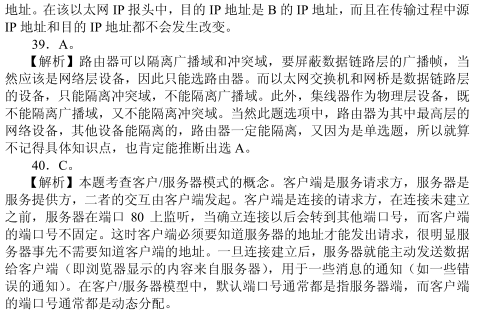 地址。在该以太网 IP 报头中，目的 IP 地址是 B 的 IP 地址，而且在传输过程中源
IP 地址和目的 IP 地址都不会发生改变。
39．A。
【解析】路由器可以隔离广播域和冲突域，要屏蔽数据链路层的广播帧，当
然应该是网络层设备，因此只能选路由器。而以太网交换机和网桥是数据链路层
的设备，只能隔离冲突域，不能隔离广播域。此外，集线器作为物理层设备，既
不能隔离广播域，又不能隔离冲突域。当然此题选项中，路由器为其中最高层的
网络设备，其他设备能隔离的，路由器一定能隔离，又因为是单选题，所以就算
不记得具体知识点，也肯定能推断出选 A。
40．C。
【解析】本题考查客户/服务器模式的概念。客户端是服务请求方，服务器是
服务提供方，二者的交互由客户端发起。客户端是连接的请求方，在连接未建立
之前，服务器在端口 80 上监听，当确立连接以后会转到其他端口号，而客户端
的端口号不固定。这时客户端必须要知道服务器的地址才能发出请求，很明显服
务器事先不需要知道客户端的地址。一旦连接建立后，服务器就能主动发送数据
给客户端（即浏览器显示的内容来自服务器），用于一些消息的通知（如一些错
误的通知）。在客户/服务器模型中，默认端口号通常都是指服务器端，而客户端
的端口号通常都是动态分配。